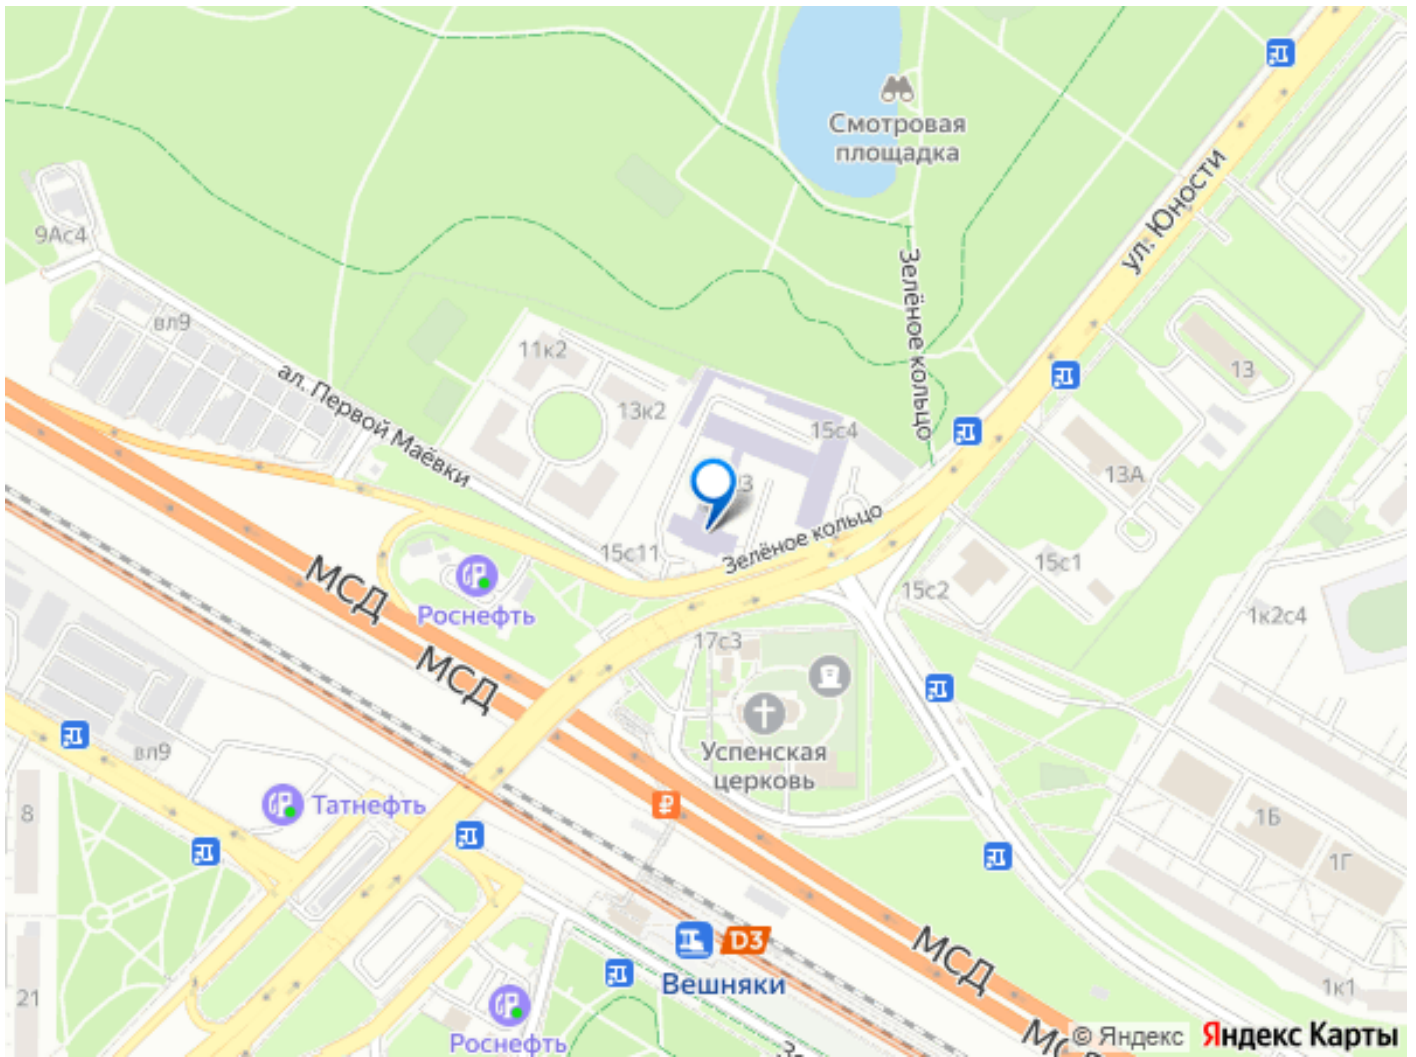 Смотровая
площадка
ул. Юности
9Ас4
Зелёное кольцо
вл9
11к2
ал. Первой Маёвки
13к2
13
15с4
13А
Зелёное кольцо
15с11
15с1
15с2
МСД
Роснефть
1к2с4
17с3
МСД
Успенская
церковь
вл9
Татнефть
8
₽
1Б
1Г
D3
МСД
Вешняки
21
1к1
Роснефть
© Яндекс Яндекс Карты